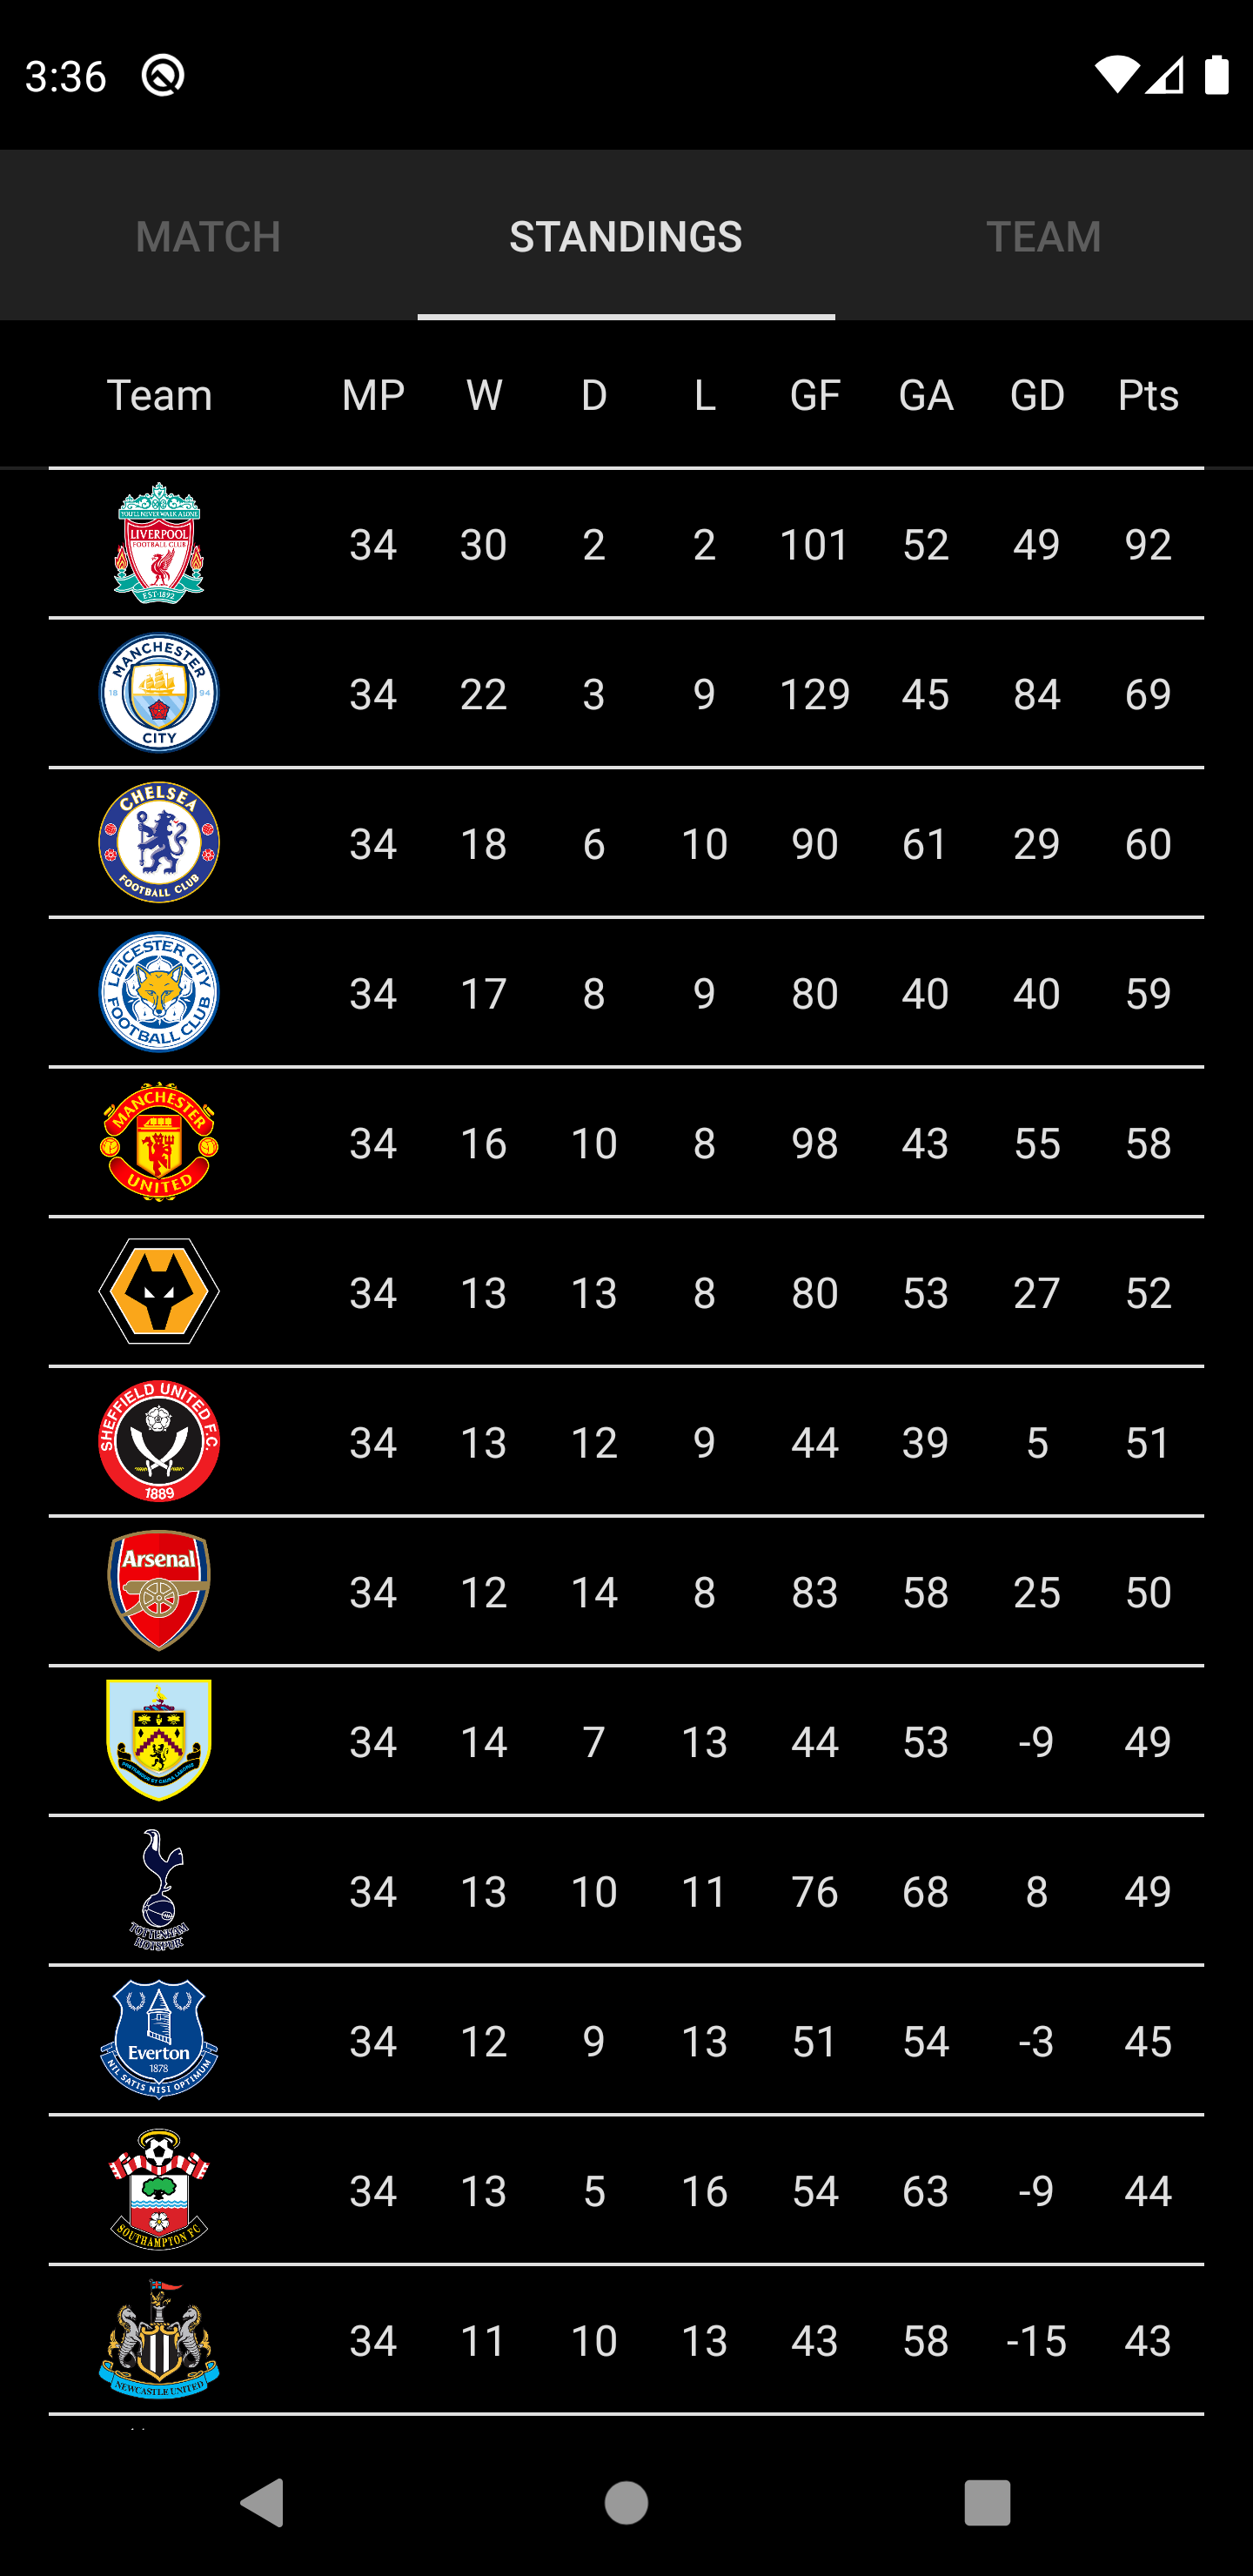 3:36
MATCH STANDINGS TEAM
Team MP W D L GF GA GD Pts
YOU'LL NEVER WALK ALONE
LIVERPOOL
FOOTBALL CLUB
EST·1892
34 30 2 2 101 52 49 92
MANCHESTER
18 94
CITY
34 22 3 9 129 45 84 69
CHELSEA
FOOTBALL CLUB
34 18 6 10 90 61 29 60
LEICESTER CITY
FOOTBALL CLUB
34 17 8 9 80 40 40 59
MANCHESTER
UNITED
34 16 10 8 98 43 55 58
34 13 13 8 80 53 27 52
SHEFFIELD UNITED F.C.
1889
34 13 12 9 44 39 5 51
Arsenal
34 12 14 8 83 58 25 50
34 14 7 13 44 53 -9 49
TOTTENHAM
HOTSPUR
34 13 10 11 76 68 8 49
Everton
1878
NIL SATIS NISI OPTIMUM
34 12 9 13 51 54 -3 45
SOUTHAMPTON FC
34 13 5 16 54 63 -9 44
NEWCASTLE UNITED
34 11 10 13 43 58 -15 43